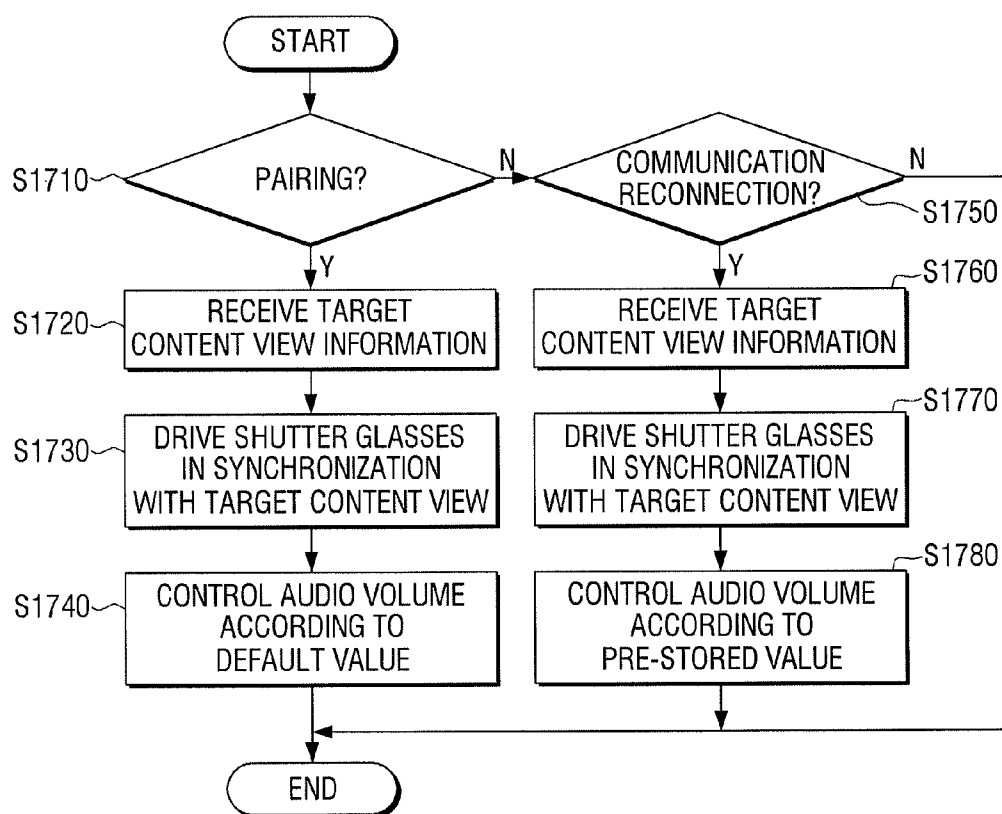 START
S1710
PAIRING?
N
COMMUNICATION
RECONNECTION?
N
S1750
Y
Y
S1720
RECEIVE TARGET
CONTENT VIEW INFORMATION
S1760
RECEIVE TARGET
CONTENT VIEW INFORMATION
S1730
DRIVE SHUTTER GLASSES
IN SYNCHRONIZATION
WITH TARGET CONTENT VIEW
S1770
DRIVE SHUTTER GLASSES
IN SYNCHRONIZATION
WITH TARGET CONTENT VIEW
S1740
CONTROL AUDIO VOLUME
ACCORDING TO
DEFAULT VALUE
S1780
CONTROL AUDIO VOLUME
ACCORDING TO
PRE-STORED VALUE
END